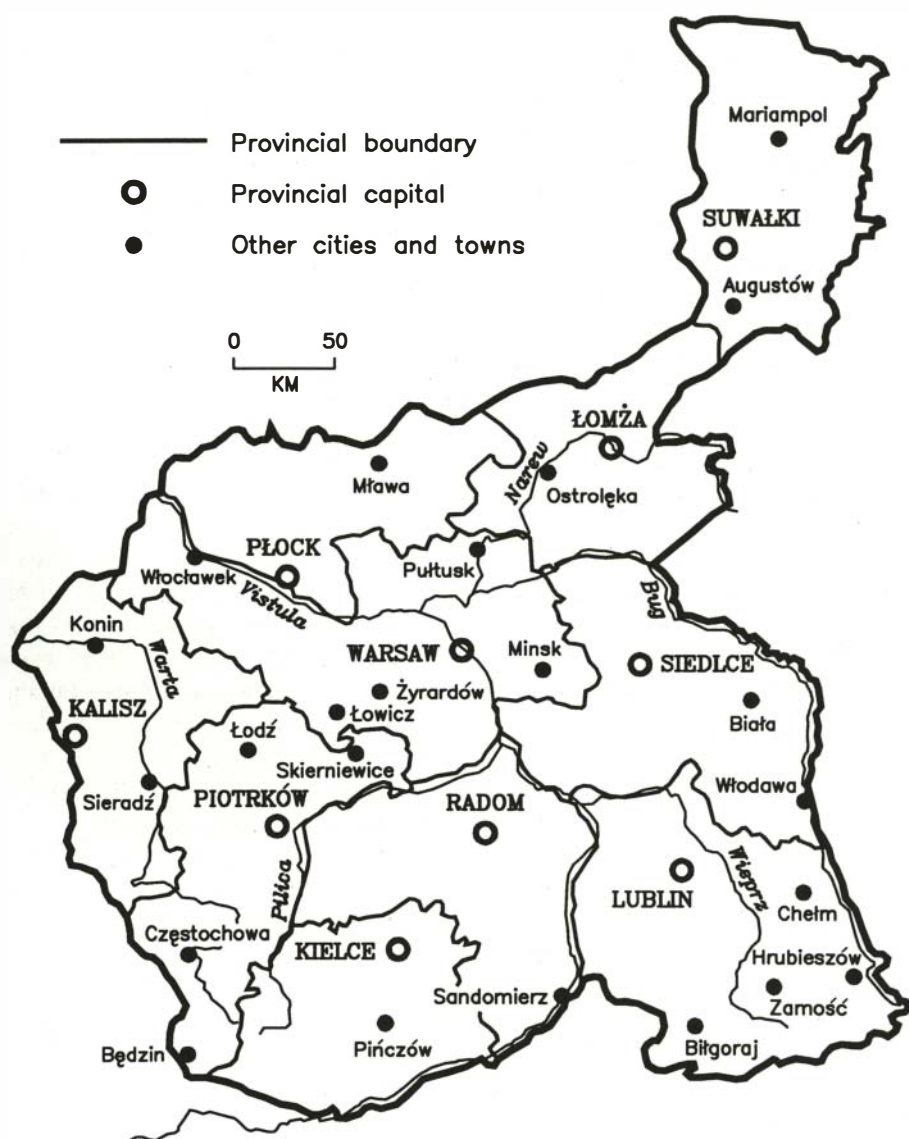 Provincial boundary
Provincial capital
Other cities and towns
0 50
KM
Mariampol
SUWAŁKI
Augustów
ŁOMŻA
Narew
Ostrolęka
Mława
PŁOCK
Pułtusk
Włocławek
Vistula
Bug
Konin
Warta
WARSAW
Minsk
SIEDLCE
Żyrardów
Łowicz
Biała
KALISZ
Łodź
Skierniewice
Włodawa
Sieradź
PIOTRKÓW
RADOM
Pilica
LUBLIN
Wieprz
Chełm
Częstochowa
KIELCE
Hrubieszów
Sandomierz
Zamość
Będzin
Pińczów
Biłgoraj